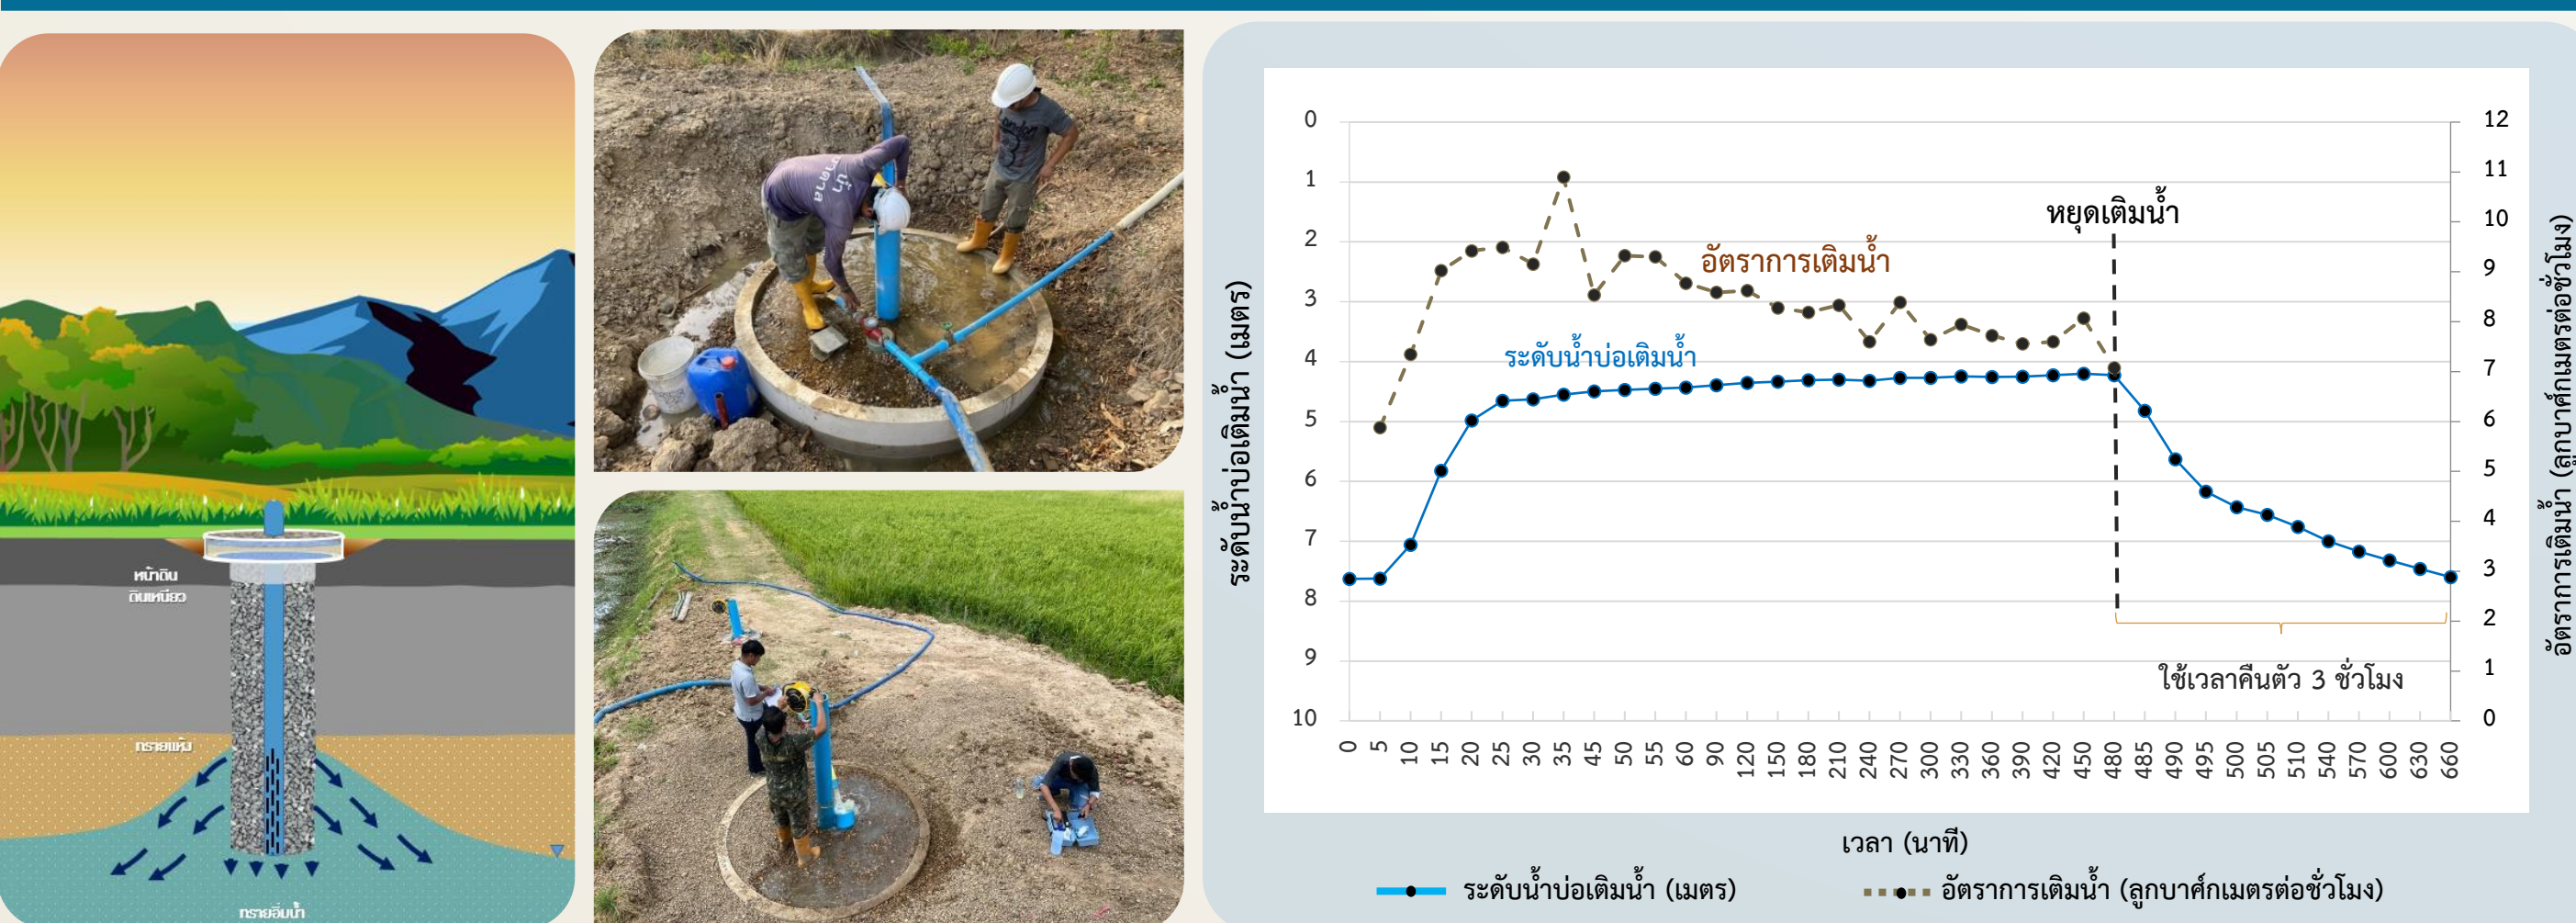 หน้าดิน
ดินเหนียว
ทรายแห้ง
ทรายอิ่มน้ำ
บาดาล
London
ระดับน้ำบ่อเติมน้ำ (เมตร)
0
1
2
3
4
5
6
7
8
9
10
หยุดเติมน้ำ
อัตราการเติมน้ำ
ระดับน้ำบ่อเติมน้ำ
ใช้เวลาคืนตัว 3 ชั่วโมง
12
11
10
9
8
7
6
5
4
3
2
1
0
อัตราการเติมน้ำ (ลูกบาศ์กเมตรต่อชั่วโมง)
0 5 10 15 20 25 30 35 45 50 55 60 90 120 150 180 210 240 270 300 330 360 390 420 450 480 485 490 495 500 505 510 540 570 600 630 660
เวลา (นาที)
ระดับน้ำบ่อเติมน้ำ (เมตร) อัตราการเติมน้ำ (ลูกบาศ์กเมตรต่อชั่วโมง)